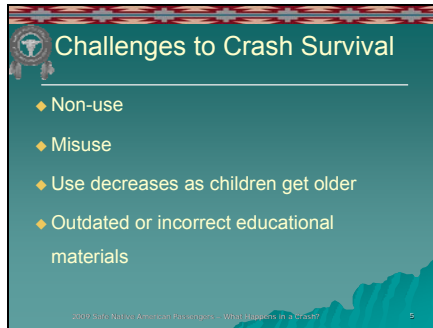 Challenges to Crash Survival
Non-use
Misuse
Use decreases as children get older
Outdated or incorrect educational
materials
2009 Safe Native American Passengers - What Happens in a Crash?
5